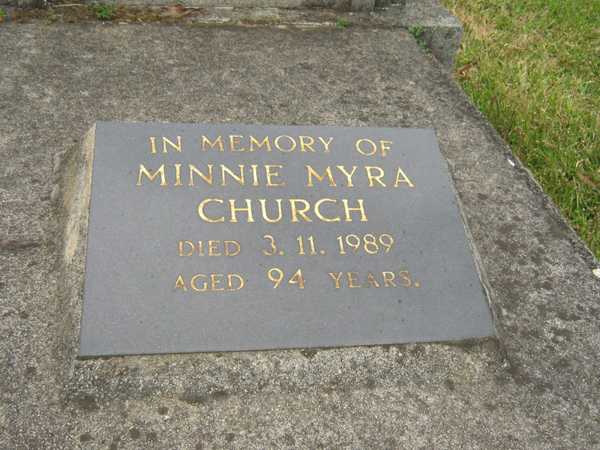 IN MEMORY OF
MINNIE MYRA
CHURCH
DIED 3. 11. 1989
AGED 94 YEARS.